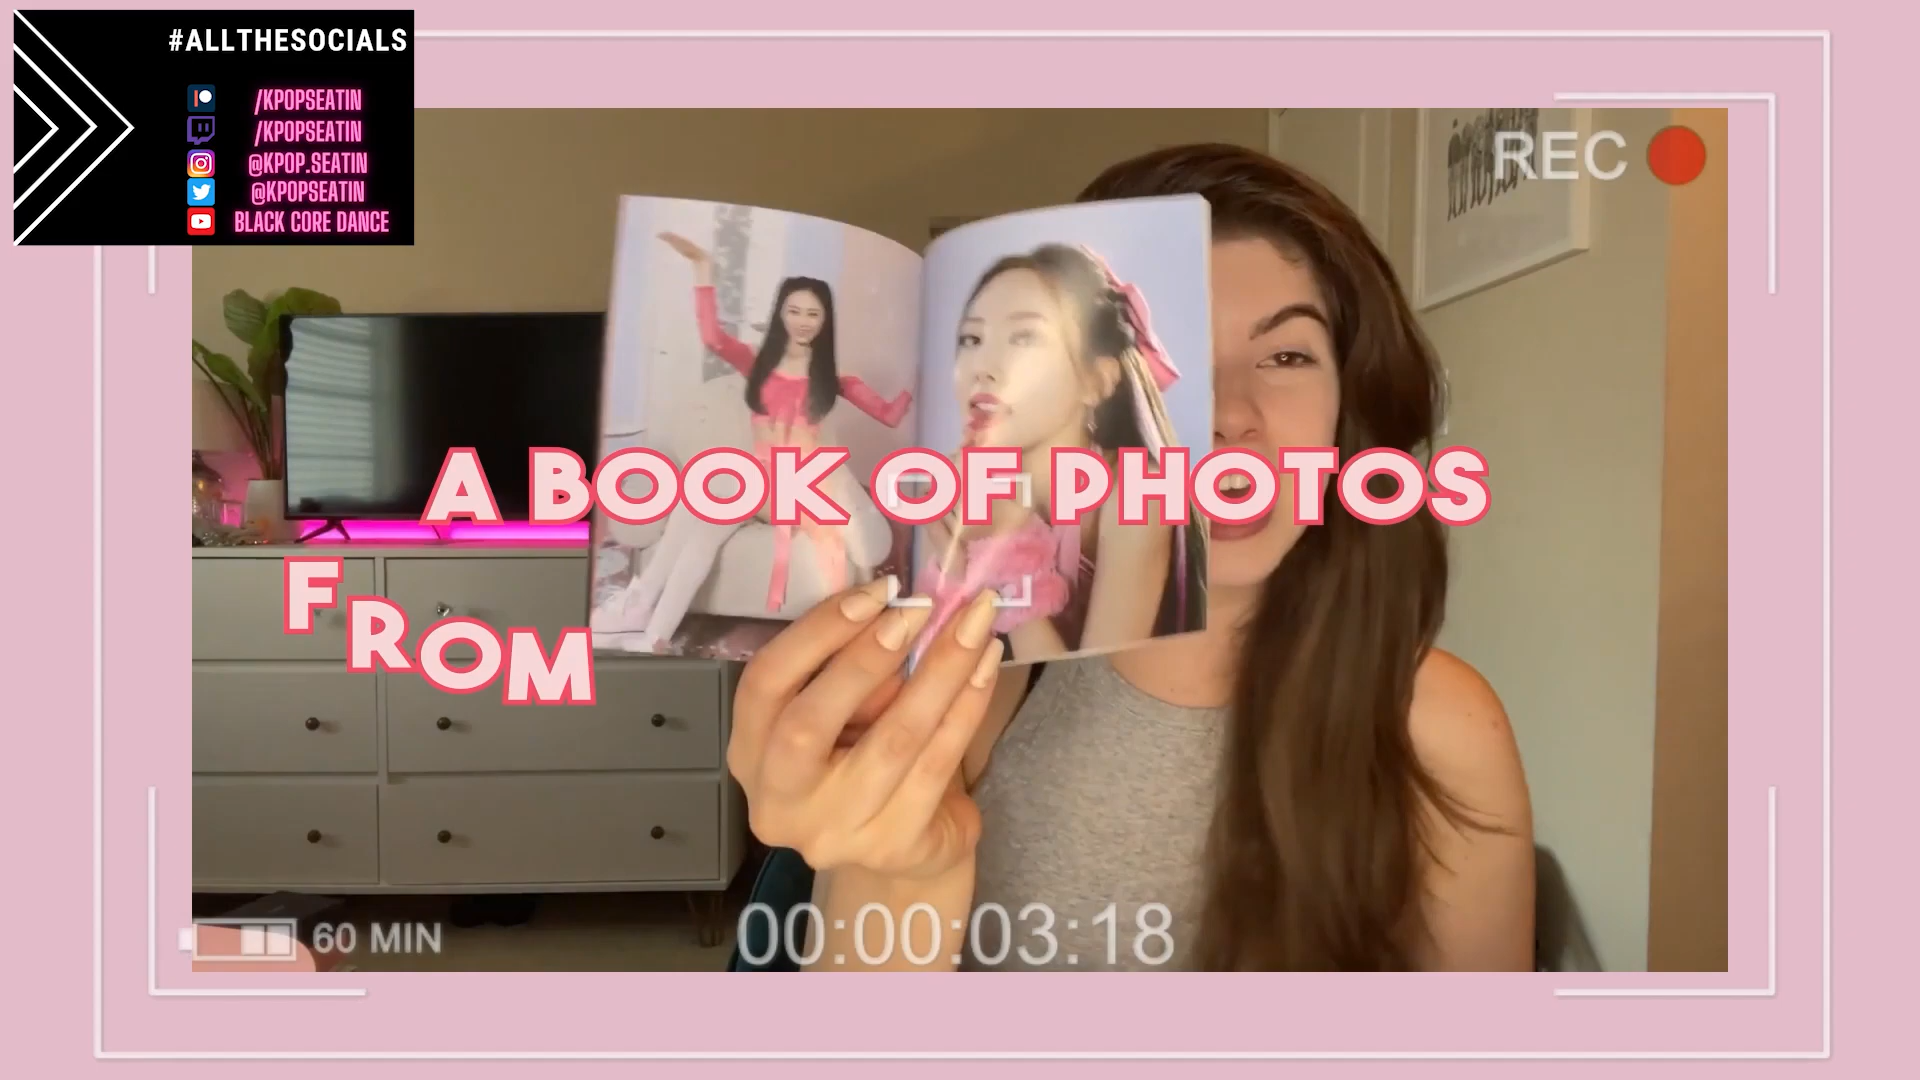 #ALLTHESOCIALS
/KPOPSEATIN
/KPOPSEATIN
@KPOP.SEATIN
@KPOPSEATIN
BLACK CORE DANCE
REC
A BOOK OF PHOTOS
FROM
60 MIN
00:00:03:18